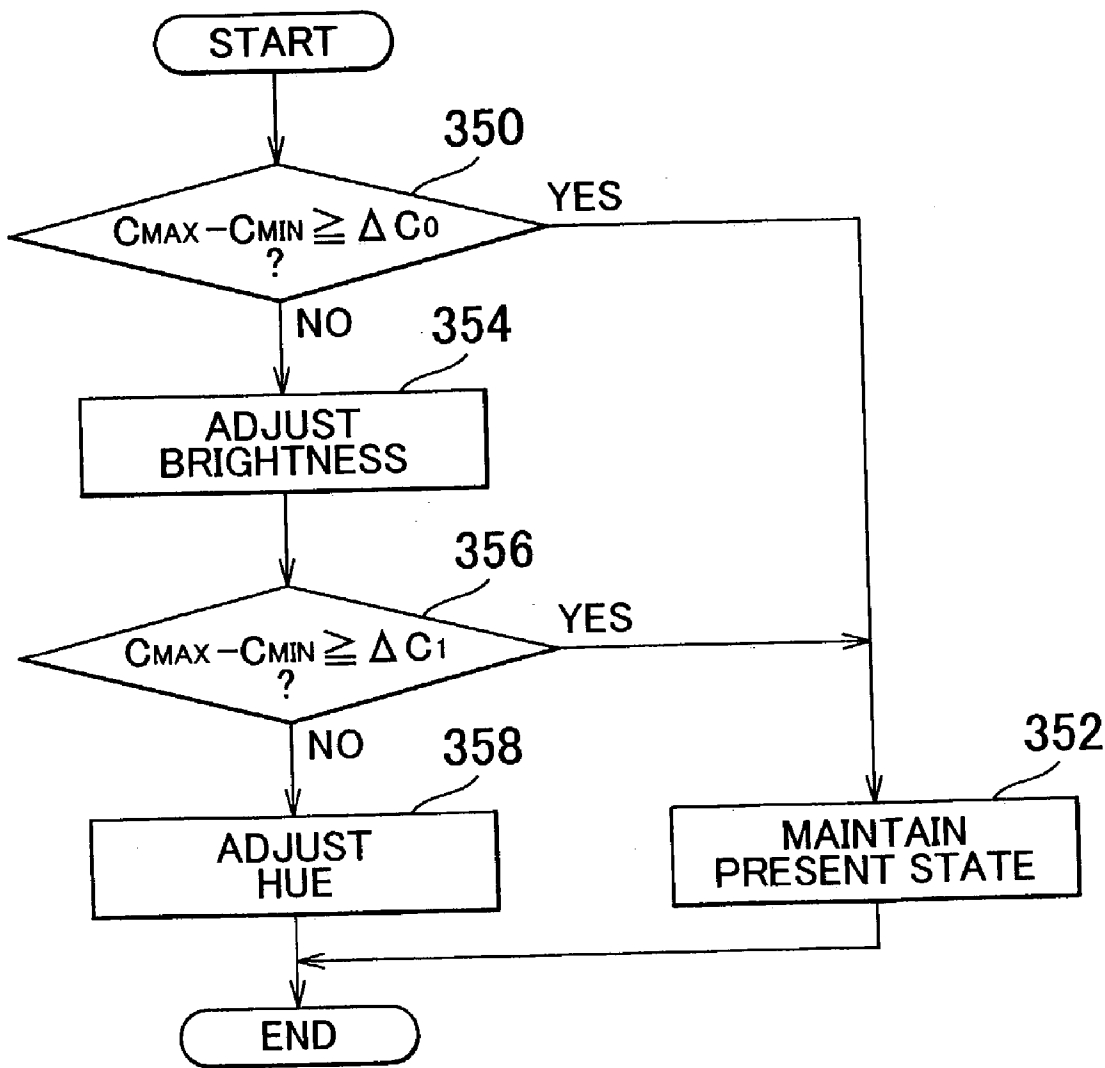 START
350
YES
CMAX-CMIN≧ΔC0
?
NO
354
ADJUST
BRIGHTNESS
356
YES
CMAX-CMIN≧ΔC1
?
NO
358
352
ADJUST
HUE
MAINTAIN
PRESENT STATE
END